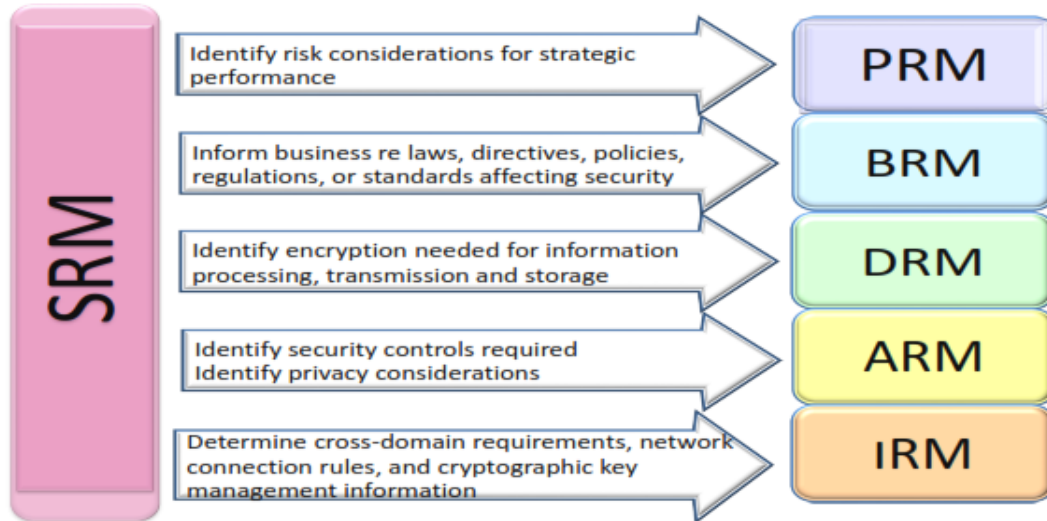 SRM
Identify risk considerations for strategic
performance
PRM
Inform business re laws, directives, policies,
regulations, or standards affecting security
BRM
Identify encryption needed for information
processing, transmission and storage
DRM
Identify security controls required
Identify privacy considerations
ARM
Determine cross-domain requirements, network
connection rules, and cryptographic key
management information
IRM